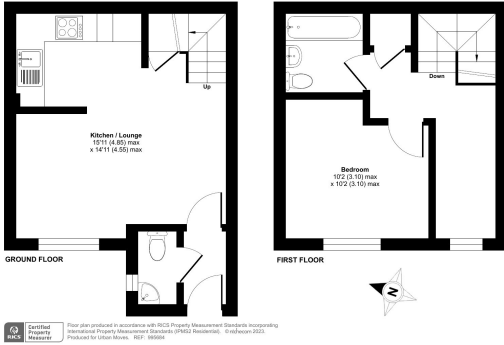 Up
Kitchen / Lounge
15'11 (4.85) max
x 14'11 (4.55) max
GROUND FLOOR
Down
Bedroom
10'2 (3.10) max
x 10'2 (3.10) max
FIRST FLOOR
N
RICS
Certified
Property
Measurer
Floor plan produced in accordance with RICS Property Measurement Standards incorporating
International Property Measurement Standards (IPMS2 Residential). © nichecom 2023.
Produced for Urban Moves. REF: 995884